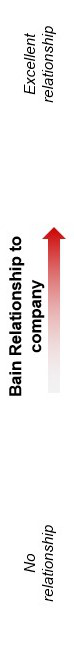 Excellent
relationship
Bain Relationship to
company
No
relationship